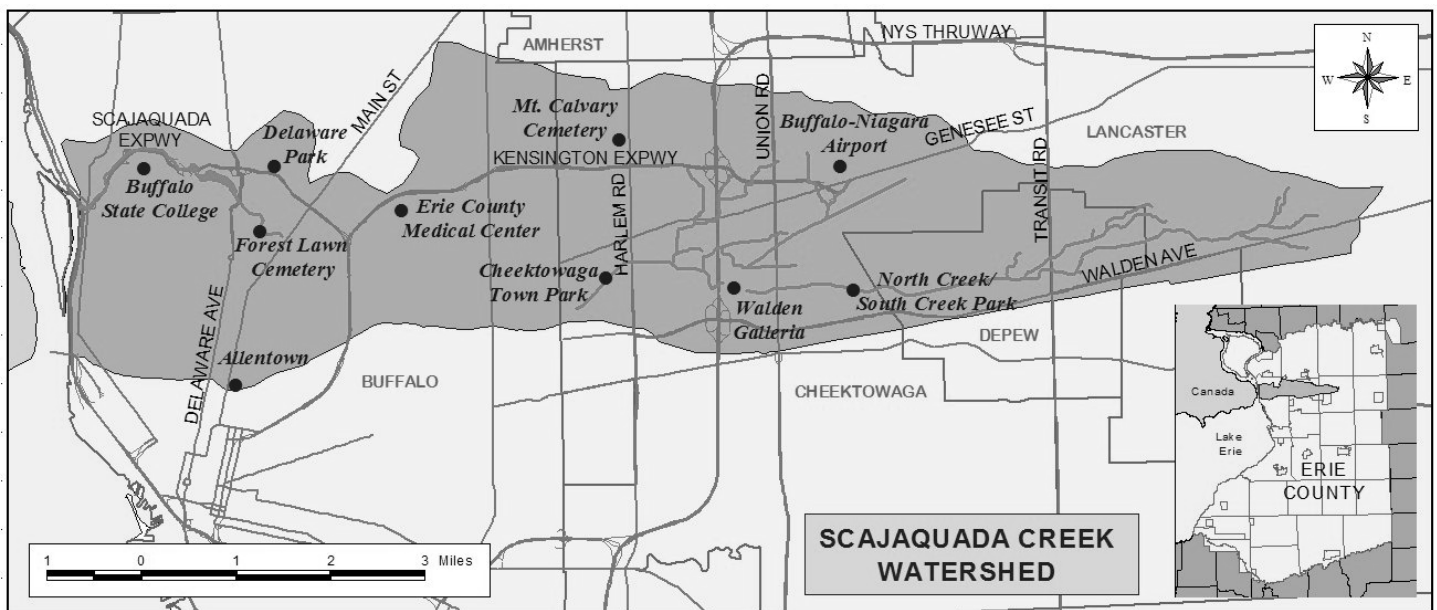 AMHERST
NYS THRUWAY
N
W E
S
SCAJAQUADA
EXPWY
Delaware
Park
MAIN ST
Mt. Calvary
Cemetery
KENSINGTON EXPWY
UNION RD
Buffalo-Niagara
Airport
GENESEE ST
TRANSIT RD
LANCASTER
Buffalo
State College
Erie County
Medical Center
Forest Lawn
Cemetery
HARLEM RD
Cheektowaga
Town Park
Walden
Galleria
North Creek/
South Creek Park
WALDEN AVE
DELAWARE AVE
Allentown
BUFFALO
DEPEW
CHEEKTOWAGA
Canada
Lake
Erie
ERIE
COUNTY
SCAJAQUADA CREEK
WATERSHED
1 0 1 2 3 Miles